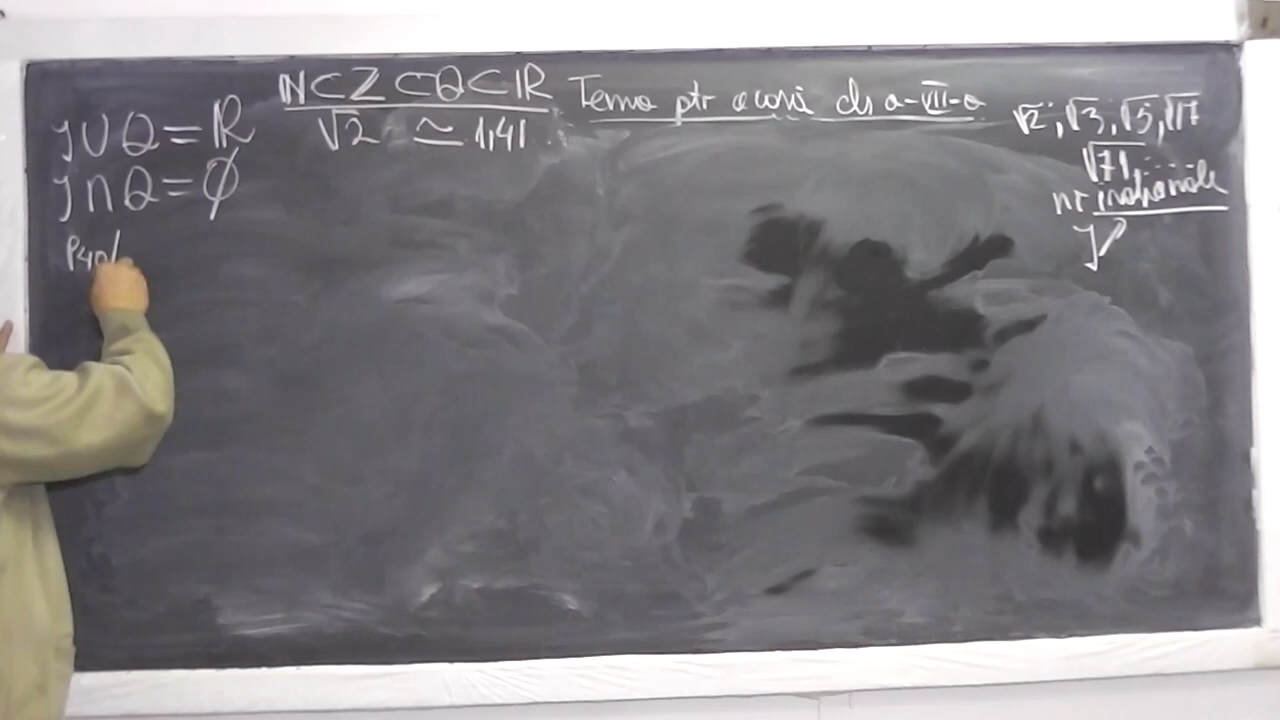 ℕ⊂ℤ⊂ℚ⊂ℝ
√2 ≃ 1,41
Tema ptr acasă cls a-VII-a
J∪Q=ℝ
J∩Q=∅
√2, √3, √5, √17
√71, ....
nr iraționale
J
P40/